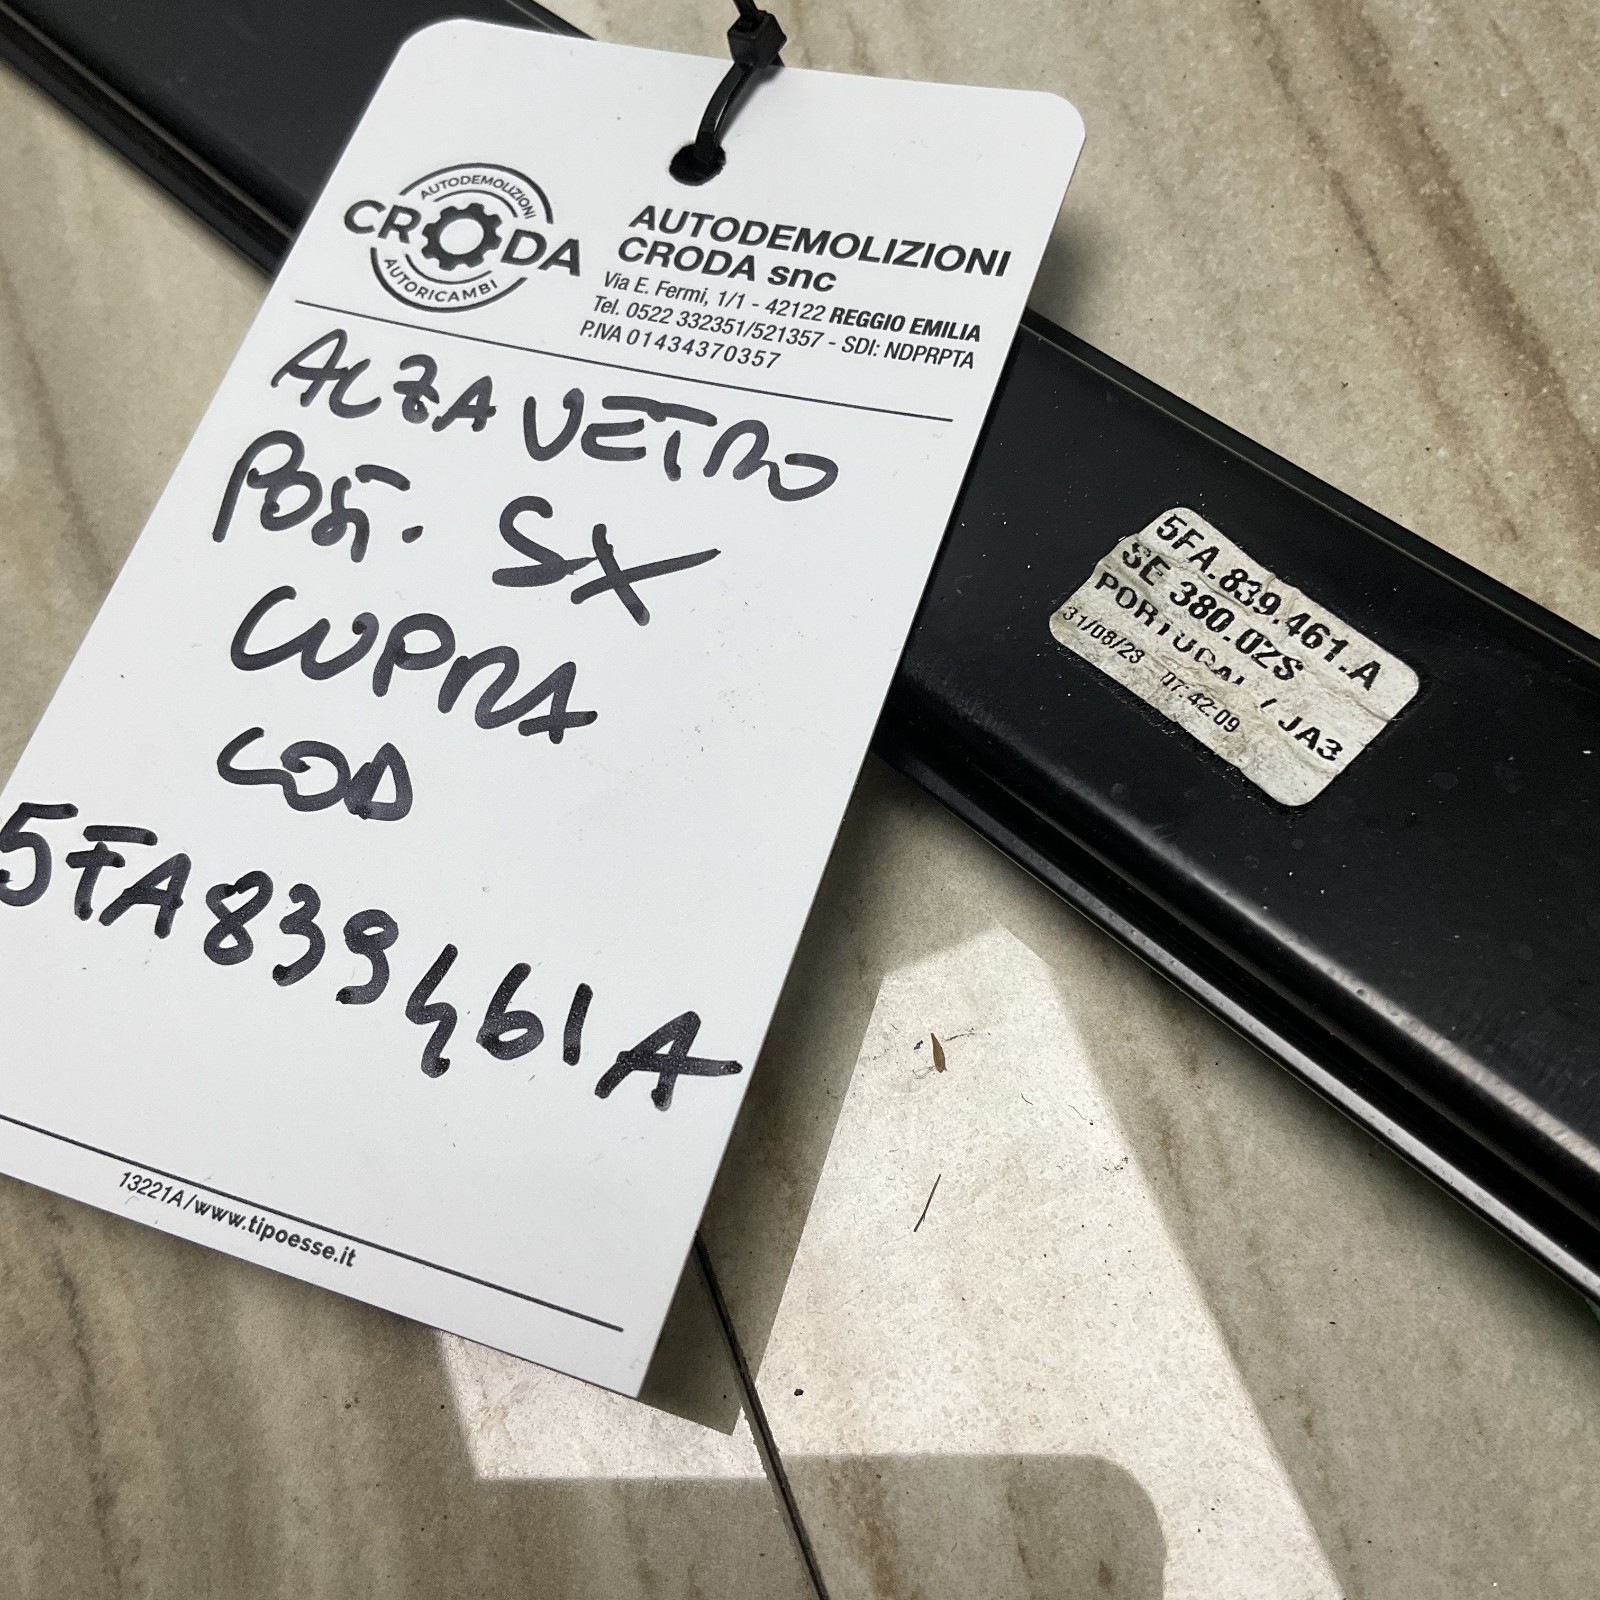 AUTODEMOLIZIONI
CRODA
AUTORICAMBI
AUTODEMOLIZIONI
CRODA snc
Via E. Fermi, 1/1 - 42122 REGGIO EMILIA
Tel. 0522 332351/521357 - SDI: NDPRPTA
P.IVA 01434370357
ALZA VETRO
POST. SX
CUPRA
COD
5FA839461A
13221A/www.tipoesse.it
5FA.839.461.A
SE 380.0ZS
PORTUGAL / JA3
31/08/23 07:42:09